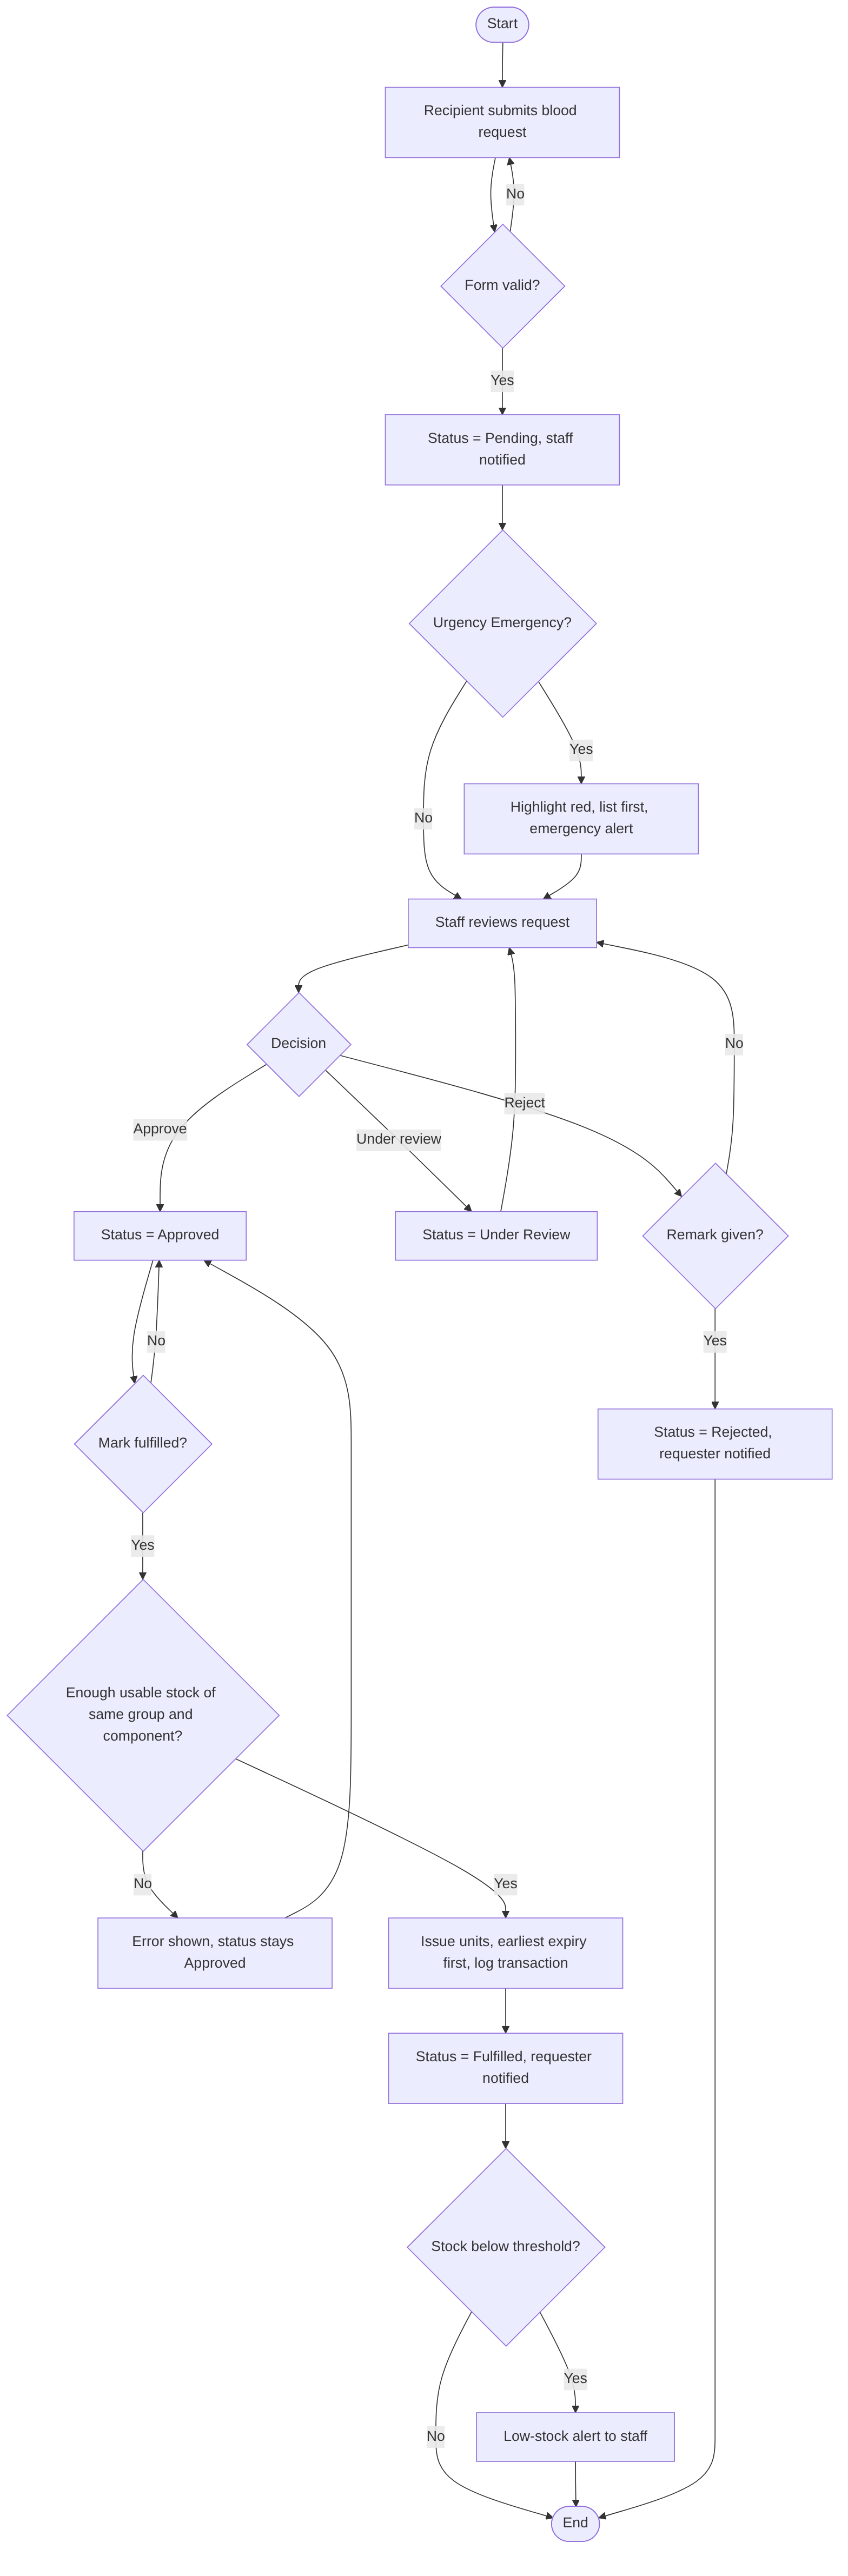 Start
Recipient submits blood
request
No
Form valid?
Yes
Status = Pending, staff
notified
Urgency Emergency?
Yes
No
Highlight red, list first,
emergency alert
Staff reviews request
Decision
No
Reject
Approve
Under review
Status = Approved
Status = Under Review
Remark given?
No
Yes
Mark fulfilled?
Status = Rejected,
requester notified
Yes
Enough usable stock of
same group and
component?
No
Yes
Error shown, status stays
Approved
Issue units, earliest expiry
first, log transaction
Status = Fulfilled, requester
notified
Stock below threshold?
Yes
No
Low-stock alert to staff
End